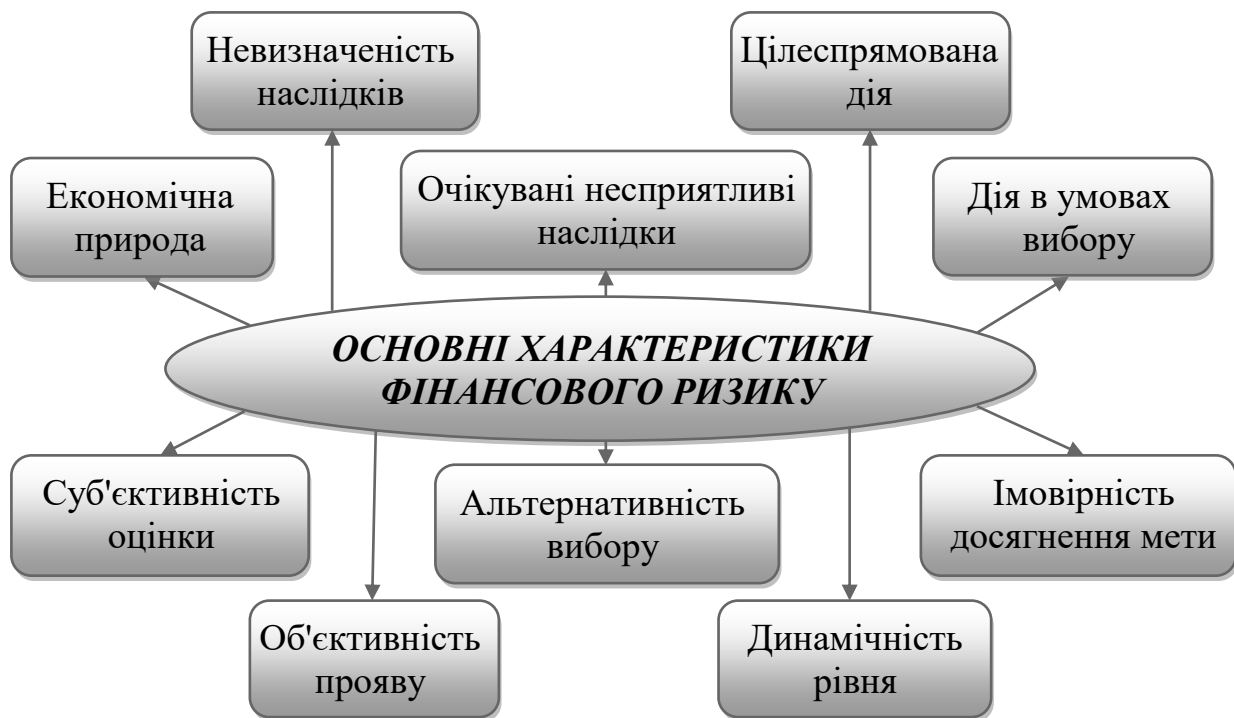 Невизначеність
наслідків
Цілеспрямована
дія
Економічна
природа
Очікувані несприятливі
наслідки
Дія в умовах
вибору
ОСНОВНІ ХАРАКТЕРИСТИКИ
ФІНАНСОВОГО РИЗИКУ
Суб'єктивність
оцінки
Альтернативність
вибору
Імовірність
досягнення мети
Об'єктивність
прояву
Динамічність
рівня